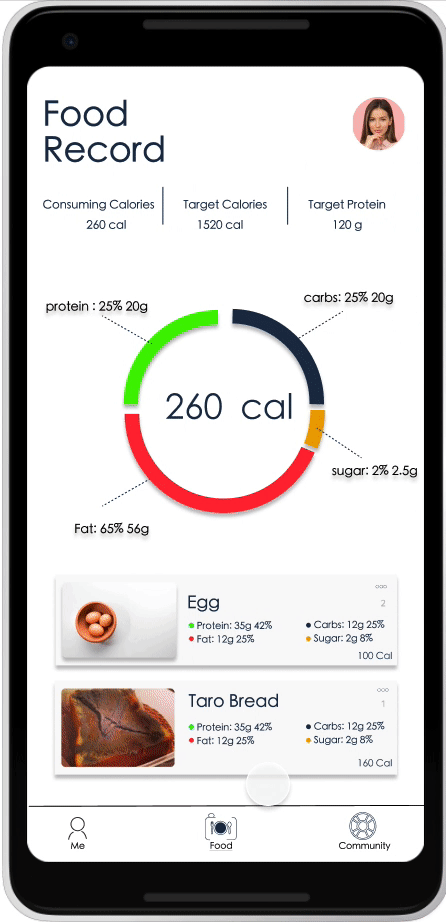 Food
Record
Consuming Calories
260 cal
Target Calories
1520 cal
Target Protein
120 g
protein : 25% 20g
carbs: 25% 20g
260 cal
sugar: 2% 2.5g
Fat: 65% 56g
Egg
2
Protein: 35g 42%
Carbs: 12g 25%
Fat: 12g 25%
Sugar: 2g 8%
100 Cal
Taro Bread
1
Protein: 35g 42%
Carbs: 12g 25%
Fat: 12g 25%
Sugar: 2g 8%
160 Cal
Me
Food
Community